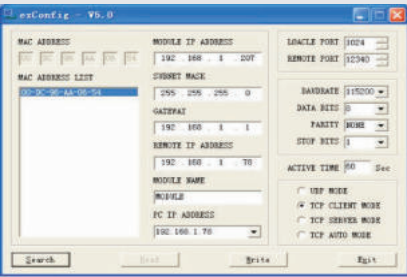 exConfig - V5.0
MAC ADDRESS
MAC ADDRESS LIST
00-DC-98-AA-06-54
MODULE IP ADDRESS
192 .168 . 1 . 207
SUBNET MASK
255 .255 .255 . 0
GATEWAY
192 .168 . 1 . 1
REMOTE IP ADDRESS
192 .168 . 1 . 78
MODULE NAME
MODULE
PC IP ADDRESS
192.168.1.78
LOACLE PORT 1024
REMOTE PORT 12340
BAUDRATE 115200
DATA BITS 8
PARITY NONE
STOP BITS 1
ACTIVE TIME 60 Sec
UDP MODE
TCP CLIENT MODE
TCP SERVER MODE
TCP AUTO MODE
Search
Read
Write
Exit